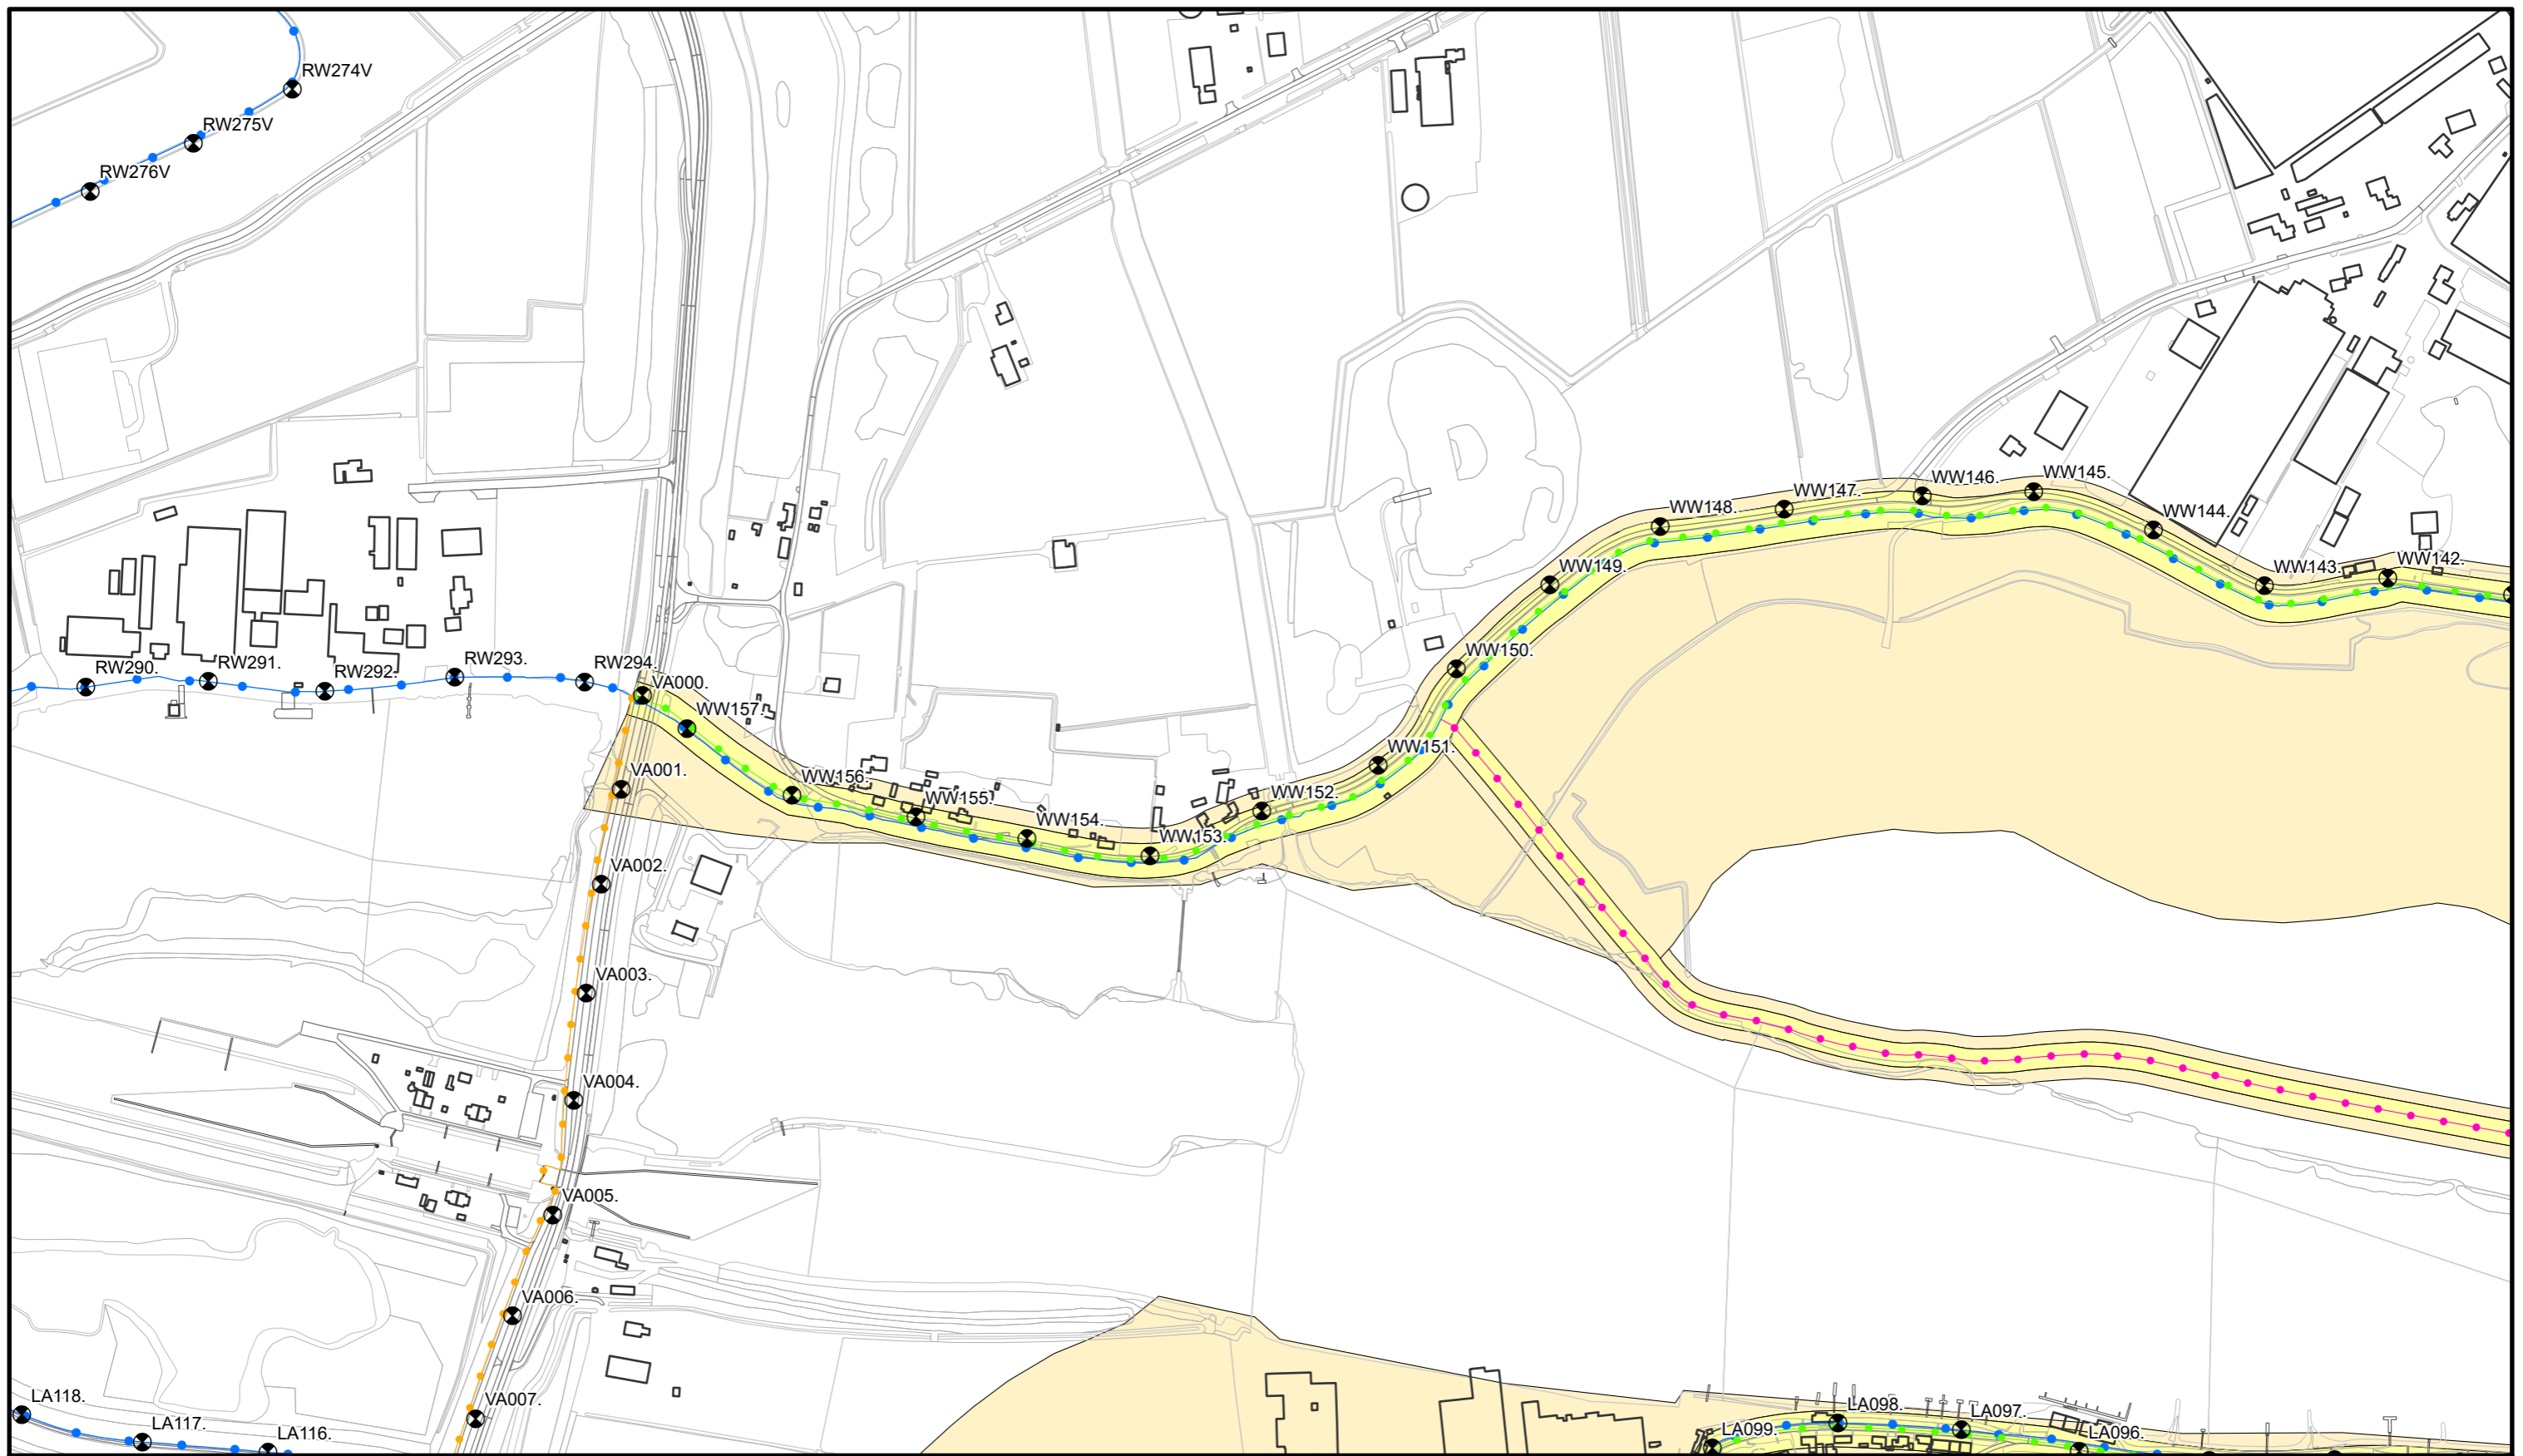 RW274V
RW275V
RW276V
WW145.
WW146.
WW147.
WW148.
WW144.
WW142.
WW149.
WW143.
WW150.
RW290.
RW291.
RW292.
RW293.
RW294.
VA000.
WW157.
WW151.
VA001.
WW156.
WW155.
WW152.
WW154.
WW153.
VA002.
VA003.
VA004.
VA005.
VA006.
VA007.
LA118.
LA117.
LA116.
LA099.
LA098.
LA097.
LA096.